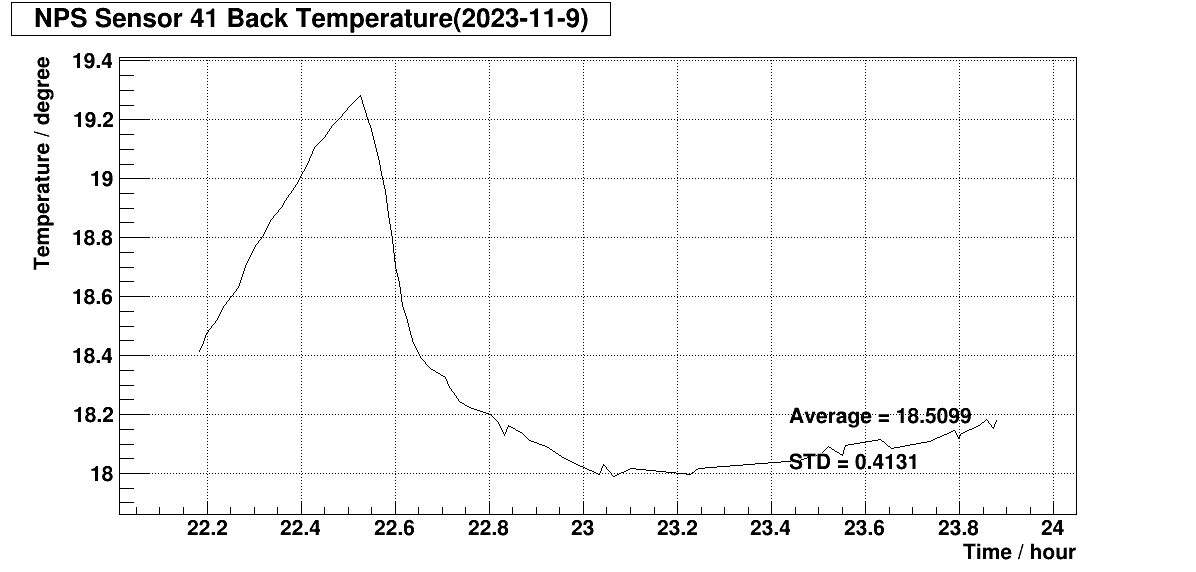 NPS Sensor 41 Back Temperature(2023-11-9)
Temperature / degree
19.4
19.2
19
18.8
18.6
18.4
18.2
18
Average = 18.5099
STD = 0.4131
22.2 22.4 22.6 22.8 23 23.2 23.4 23.6 23.8 24
Time / hour